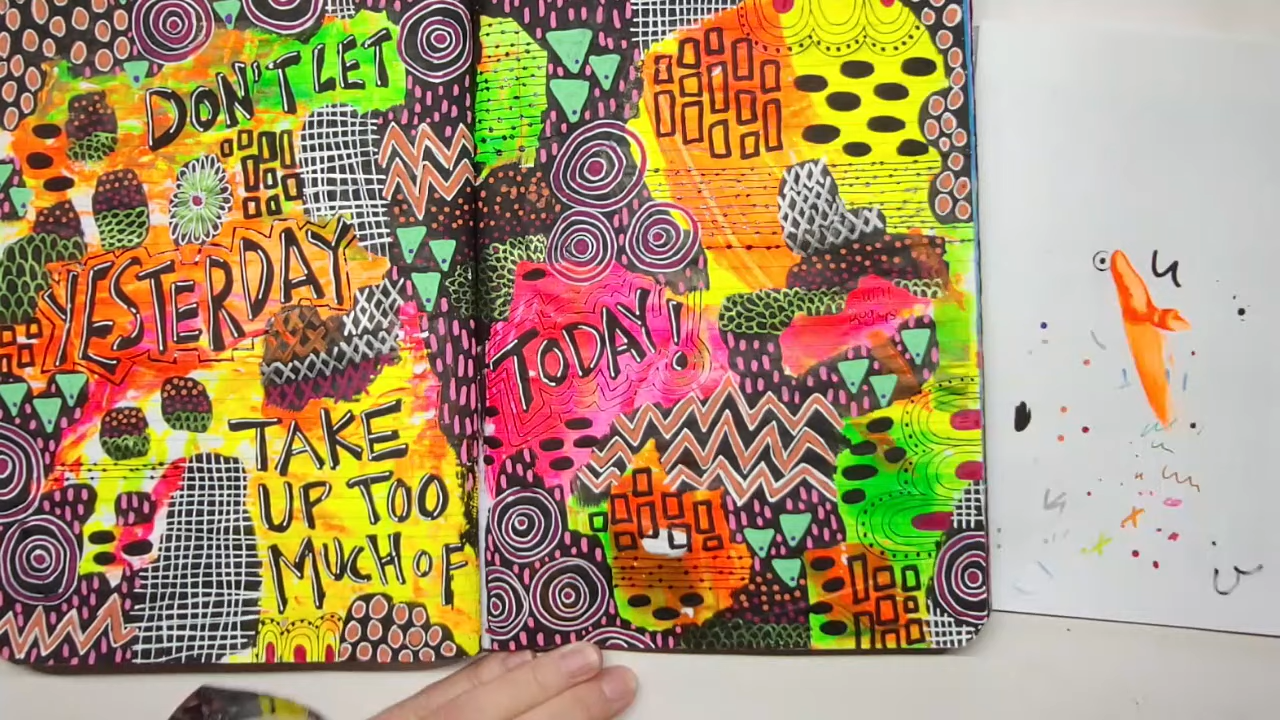 DON'T LET
YESTERDAY
TAKE
UP TOO
MUCH OF
TODAY!